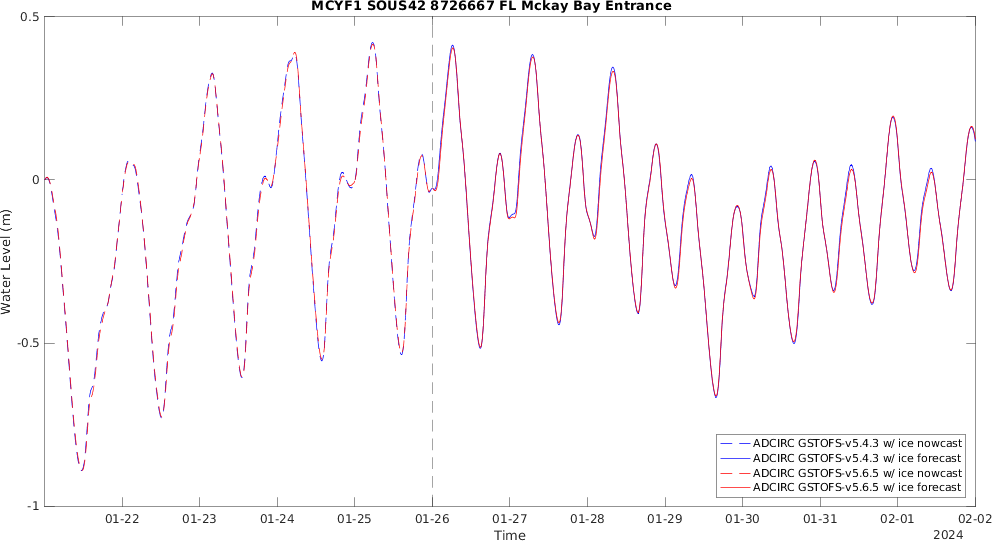 MCYF1 SOUS42 8726667 FL Mckay Bay Entrance
Water Level (m)
0.5
0
-0.5
-1
ADCIRC GSTOFS-v5.4.3 w/ ice nowcast
ADCIRC GSTOFS-v5.4.3 w/ ice forecast
ADCIRC GSTOFS-v5.6.5 w/ ice nowcast
ADCIRC GSTOFS-v5.6.5 w/ ice forecast
01-22 01-23 01-24 01-25 01-26 01-27 01-28 01-29 01-30 01-31 02-01 02-02
Time 2024